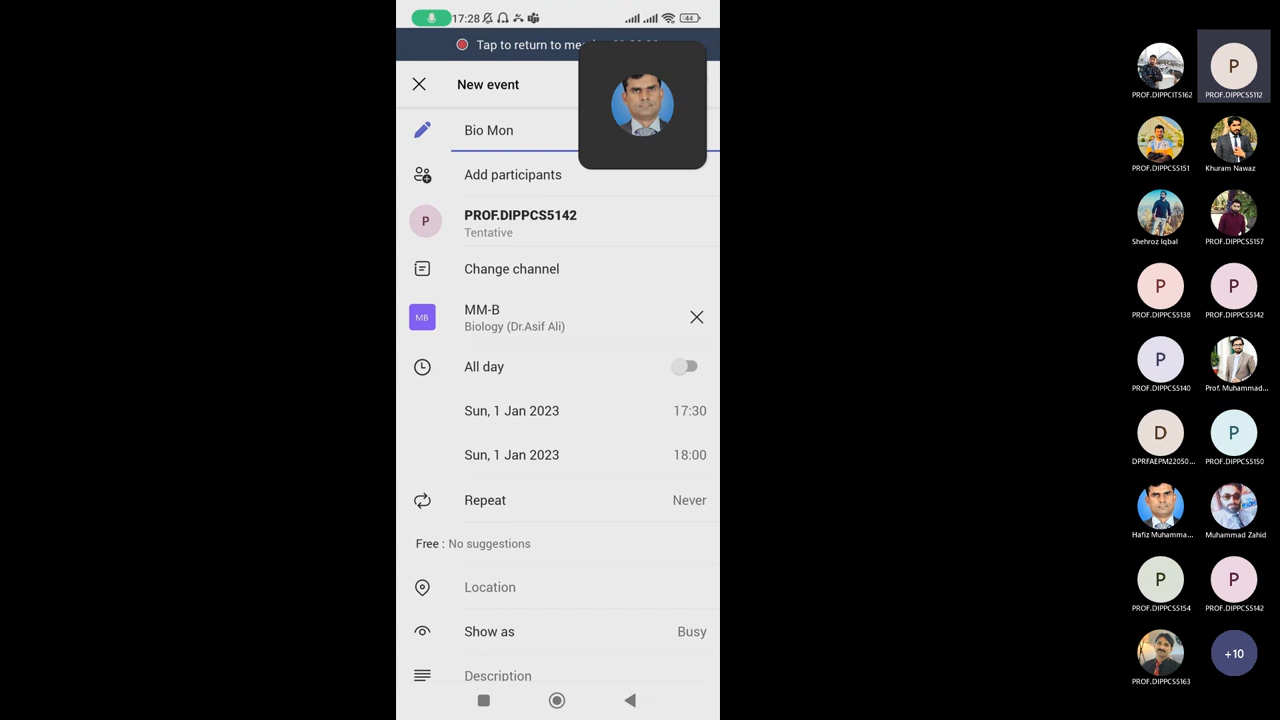 17:28
44
Tap to return to me
New event
Bio Mon
Add participants
P
PROF.DIPPCS5142
Tentative
Change channel
MB
MM-B
Biology (Dr.Asif Ali)
All day
Sun, 1 Jan 2023 17:30
Sun, 1 Jan 2023 18:00
Repeat Never
Free : No suggestions
Location
Show as Busy
Description
PROF.DIPPCIT5162
P
PROF.DIPPCS5112
PROF.DIPPCS5151
Khuram Nawaz
Shehroz Iqbal
PROF.DIPPCS5157
P
PROF.DIPPCS5138
P
PROF.DIPPCS5142
P
PROF.DIPPCS5140
Prof. Muhammad...
D
DPRFAEPM22050...
P
PROF.DIPPCS5150
Hafiz Muhamma...
Muhammad Zahid
P
PROF.DIPPCS5154
P
PROF.DIPPCS5142
PROF.DIPPCS5163
+10